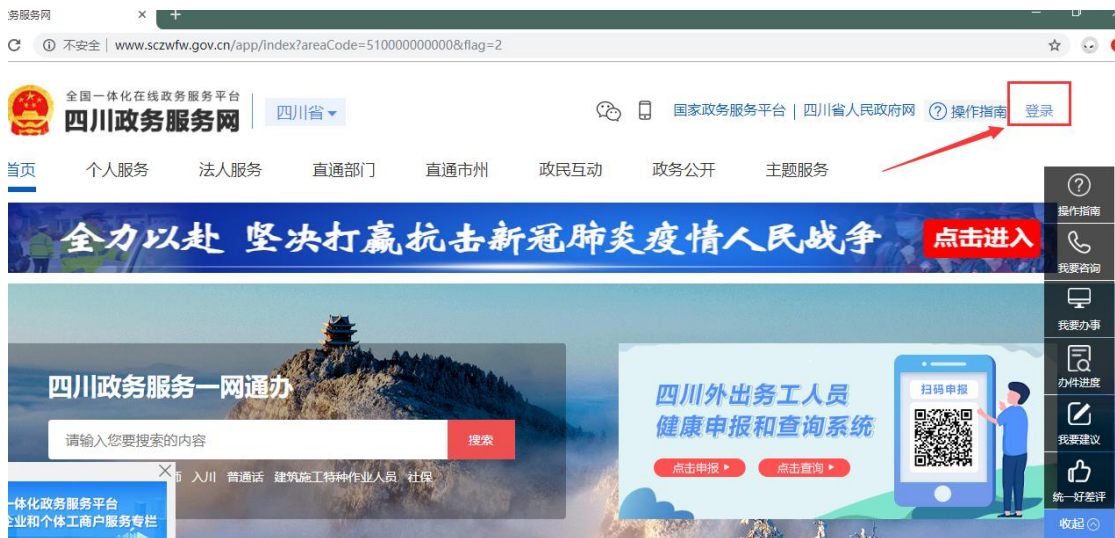 务服务网
不安全 | www.sczwfw.gov.cn/app/index?areaCode=510000000000&flag=2
全国一体化在线政务服务平台
四川政务服务网
四川省
国家政务服务平台 | 四川省人民政府网
操作指南
登录
首页 个人服务 法人服务 直通部门 直通市州 政民互动 政务公开 主题服务
全力以赴 坚决打赢抗击新冠肺炎疫情人民战争
点击进入
操作指南
我要咨询
我要办事
办件进度
我要建议
统一好差评
收起
四川政务服务一网通办
请输入您要搜索的内容
搜索
入川 普通话 建筑施工特种作业人员 社保
一体化政务服务平台
企业和个体工商户服务专栏
四川外出务工人员
健康申报和查询系统
点击申报
点击查询
扫码申报